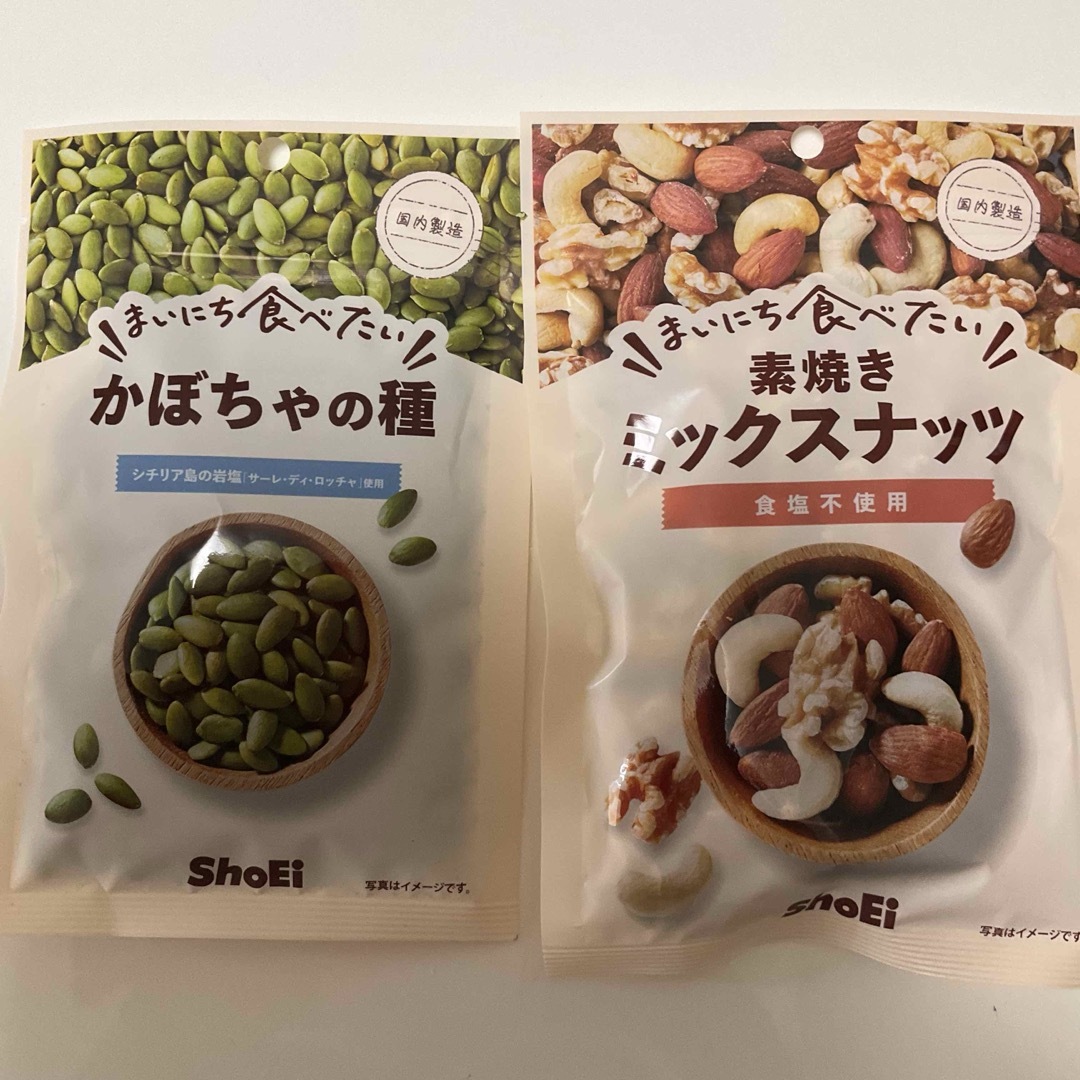 国内製造
まいにち食べたい
かぼちゃの種
シチリア島の岩塩「サーレ・ディ・ロッチャ」使用
ShoEi
写真はイメージです。
国内製造
まいにち食べたい
素焼き
ミックスナッツ
食塩不使用
ShoEi
写真はイメージです